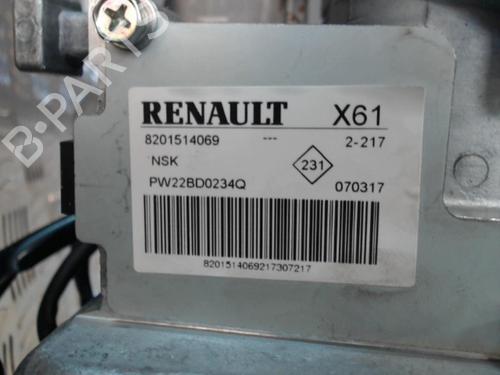 B-PARTS
RENAULT X61
8201514069 --- 2-217
NSK 231
PW22BD0234Q 070317
8201514069217307217